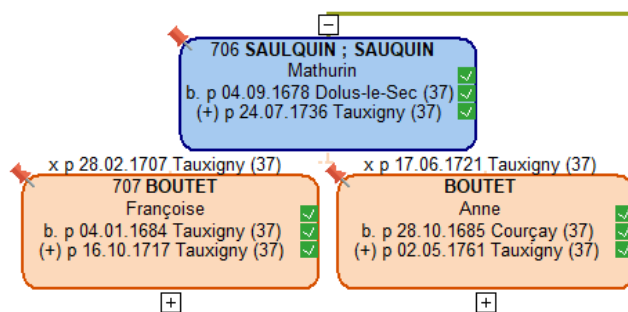 706 SAULQUIN ; SAUQUIN
Mathurin
b. p 04.09.1678 Dolus-le-Sec (37)
(+) p 24.07.1736 Tauxigny (37)
x p 28.02.1707 Tauxigny (37)
x p 17.06.1721 Tauxigny (37)
707 BOUTET
Françoise
b. p 04.01.1684 Tauxigny (37)
(+) p 16.10.1717 Tauxigny (37)
BOUTET
Anne
b. p 28.10.1685 Courçay (37)
(+) p 02.05.1761 Tauxigny (37)